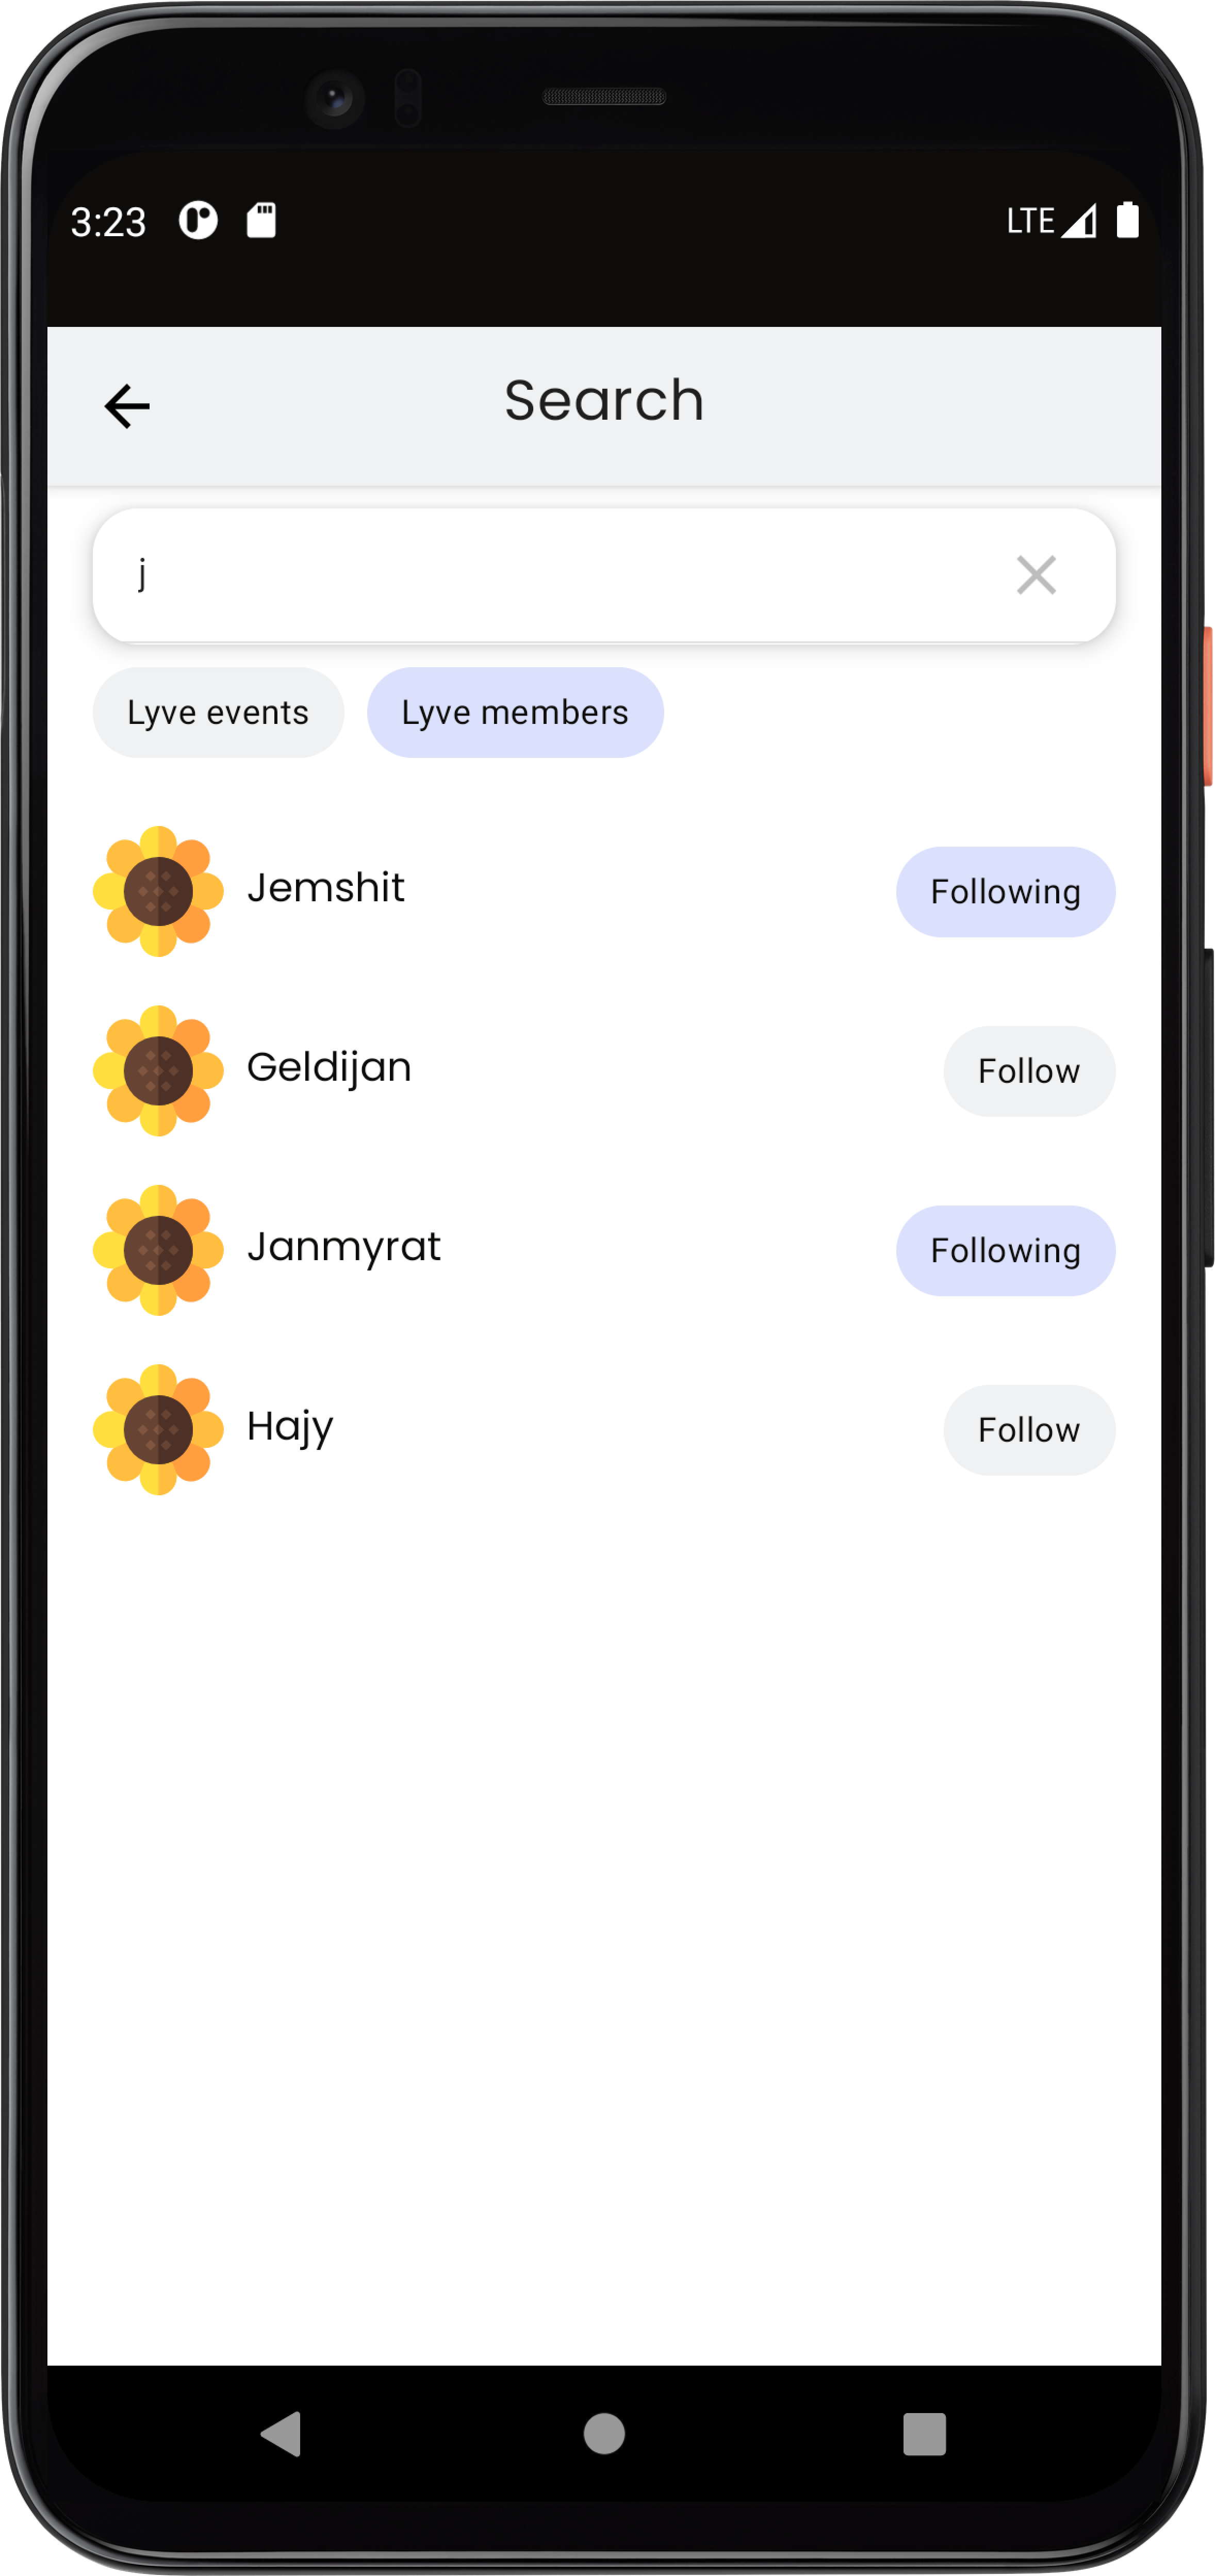 3:23 LTE
Search
j
Lyve events Lyve members
Jemshit Following
Geldijan Follow
Janmyrat Following
Hajy Follow